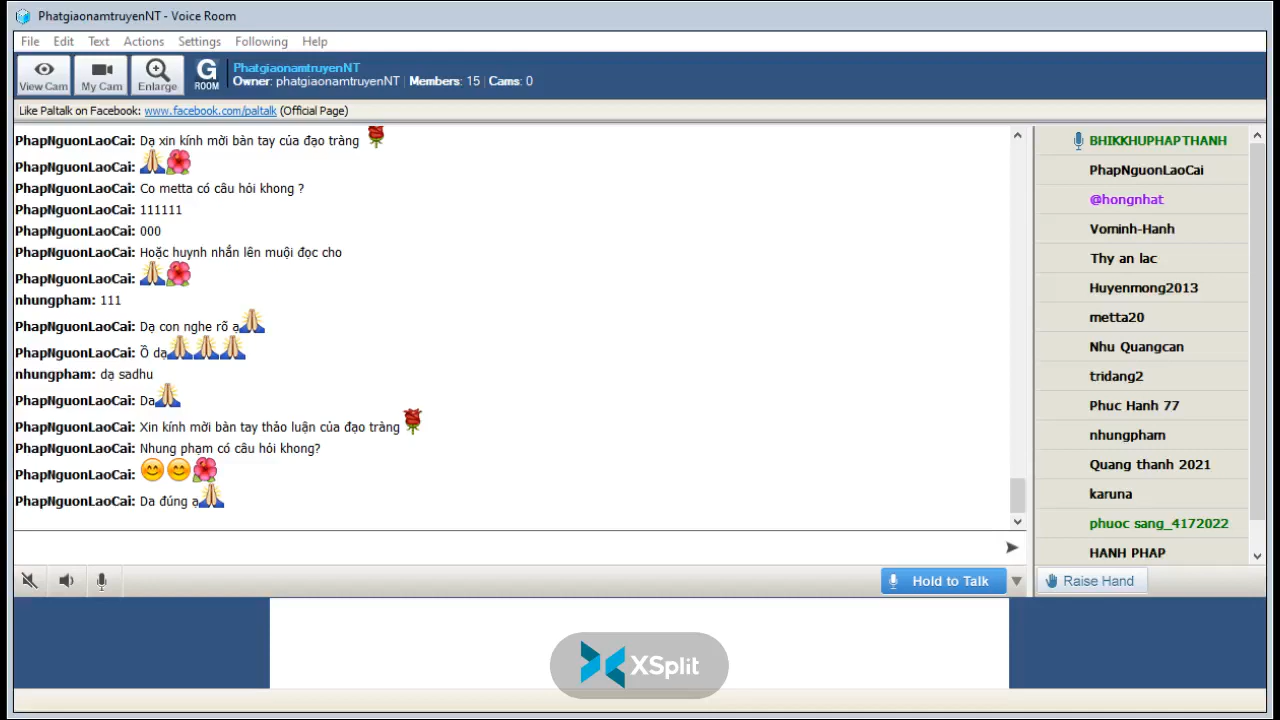 PhatgiaonamtruyenNT - Voice Room
File Edit Text Actions Settings Following Help
View Cam My Cam Enlarge G ROOM PhatgiaonamtruyenNT
Owner: phatgiaonamtruyenNT | Members: 15 | Cams: 0
Like Paltalk on Facebook: www.facebook.com/paltalk (Official Page)
PhapNguonLaoCai: Dạ xin kính mời bàn tay của đạo tràng
PhapNguonLaoCai:
PhapNguonLaoCai: Co metta có câu hỏi khong ?
PhapNguonLaoCai: 111111
PhapNguonLaoCai: 000
PhapNguonLaoCai: Hoặc huynh nhắn lên muội đọc cho
PhapNguonLaoCai:
nhungpham: 111
PhapNguonLaoCai: Dạ con nghe rõ ạ
PhapNguonLaoCai: Ồ dạ
nhungpham: dạ sadhu
PhapNguonLaoCai: Da
PhapNguonLaoCai: Xin kính mời bàn tay thảo luận của đạo tràng
PhapNguonLaoCai: Nhung phạm có câu hỏi khong?
PhapNguonLaoCai:
PhapNguonLaoCai: Da đúng ạ
BHIKKHUPHAPTHANH
PhapNguonLaoCai
@hongnhat
Vominh-Hanh
Thy an lac
Huyenmong2013
metta20
Nhu Quangcan
tridang2
Phuc Hanh 77
nhungpham
Quang thanh 2021
karuna
phuoc sang_4172022
HANH PHAP
Hold to Talk
Raise Hand
XSplit